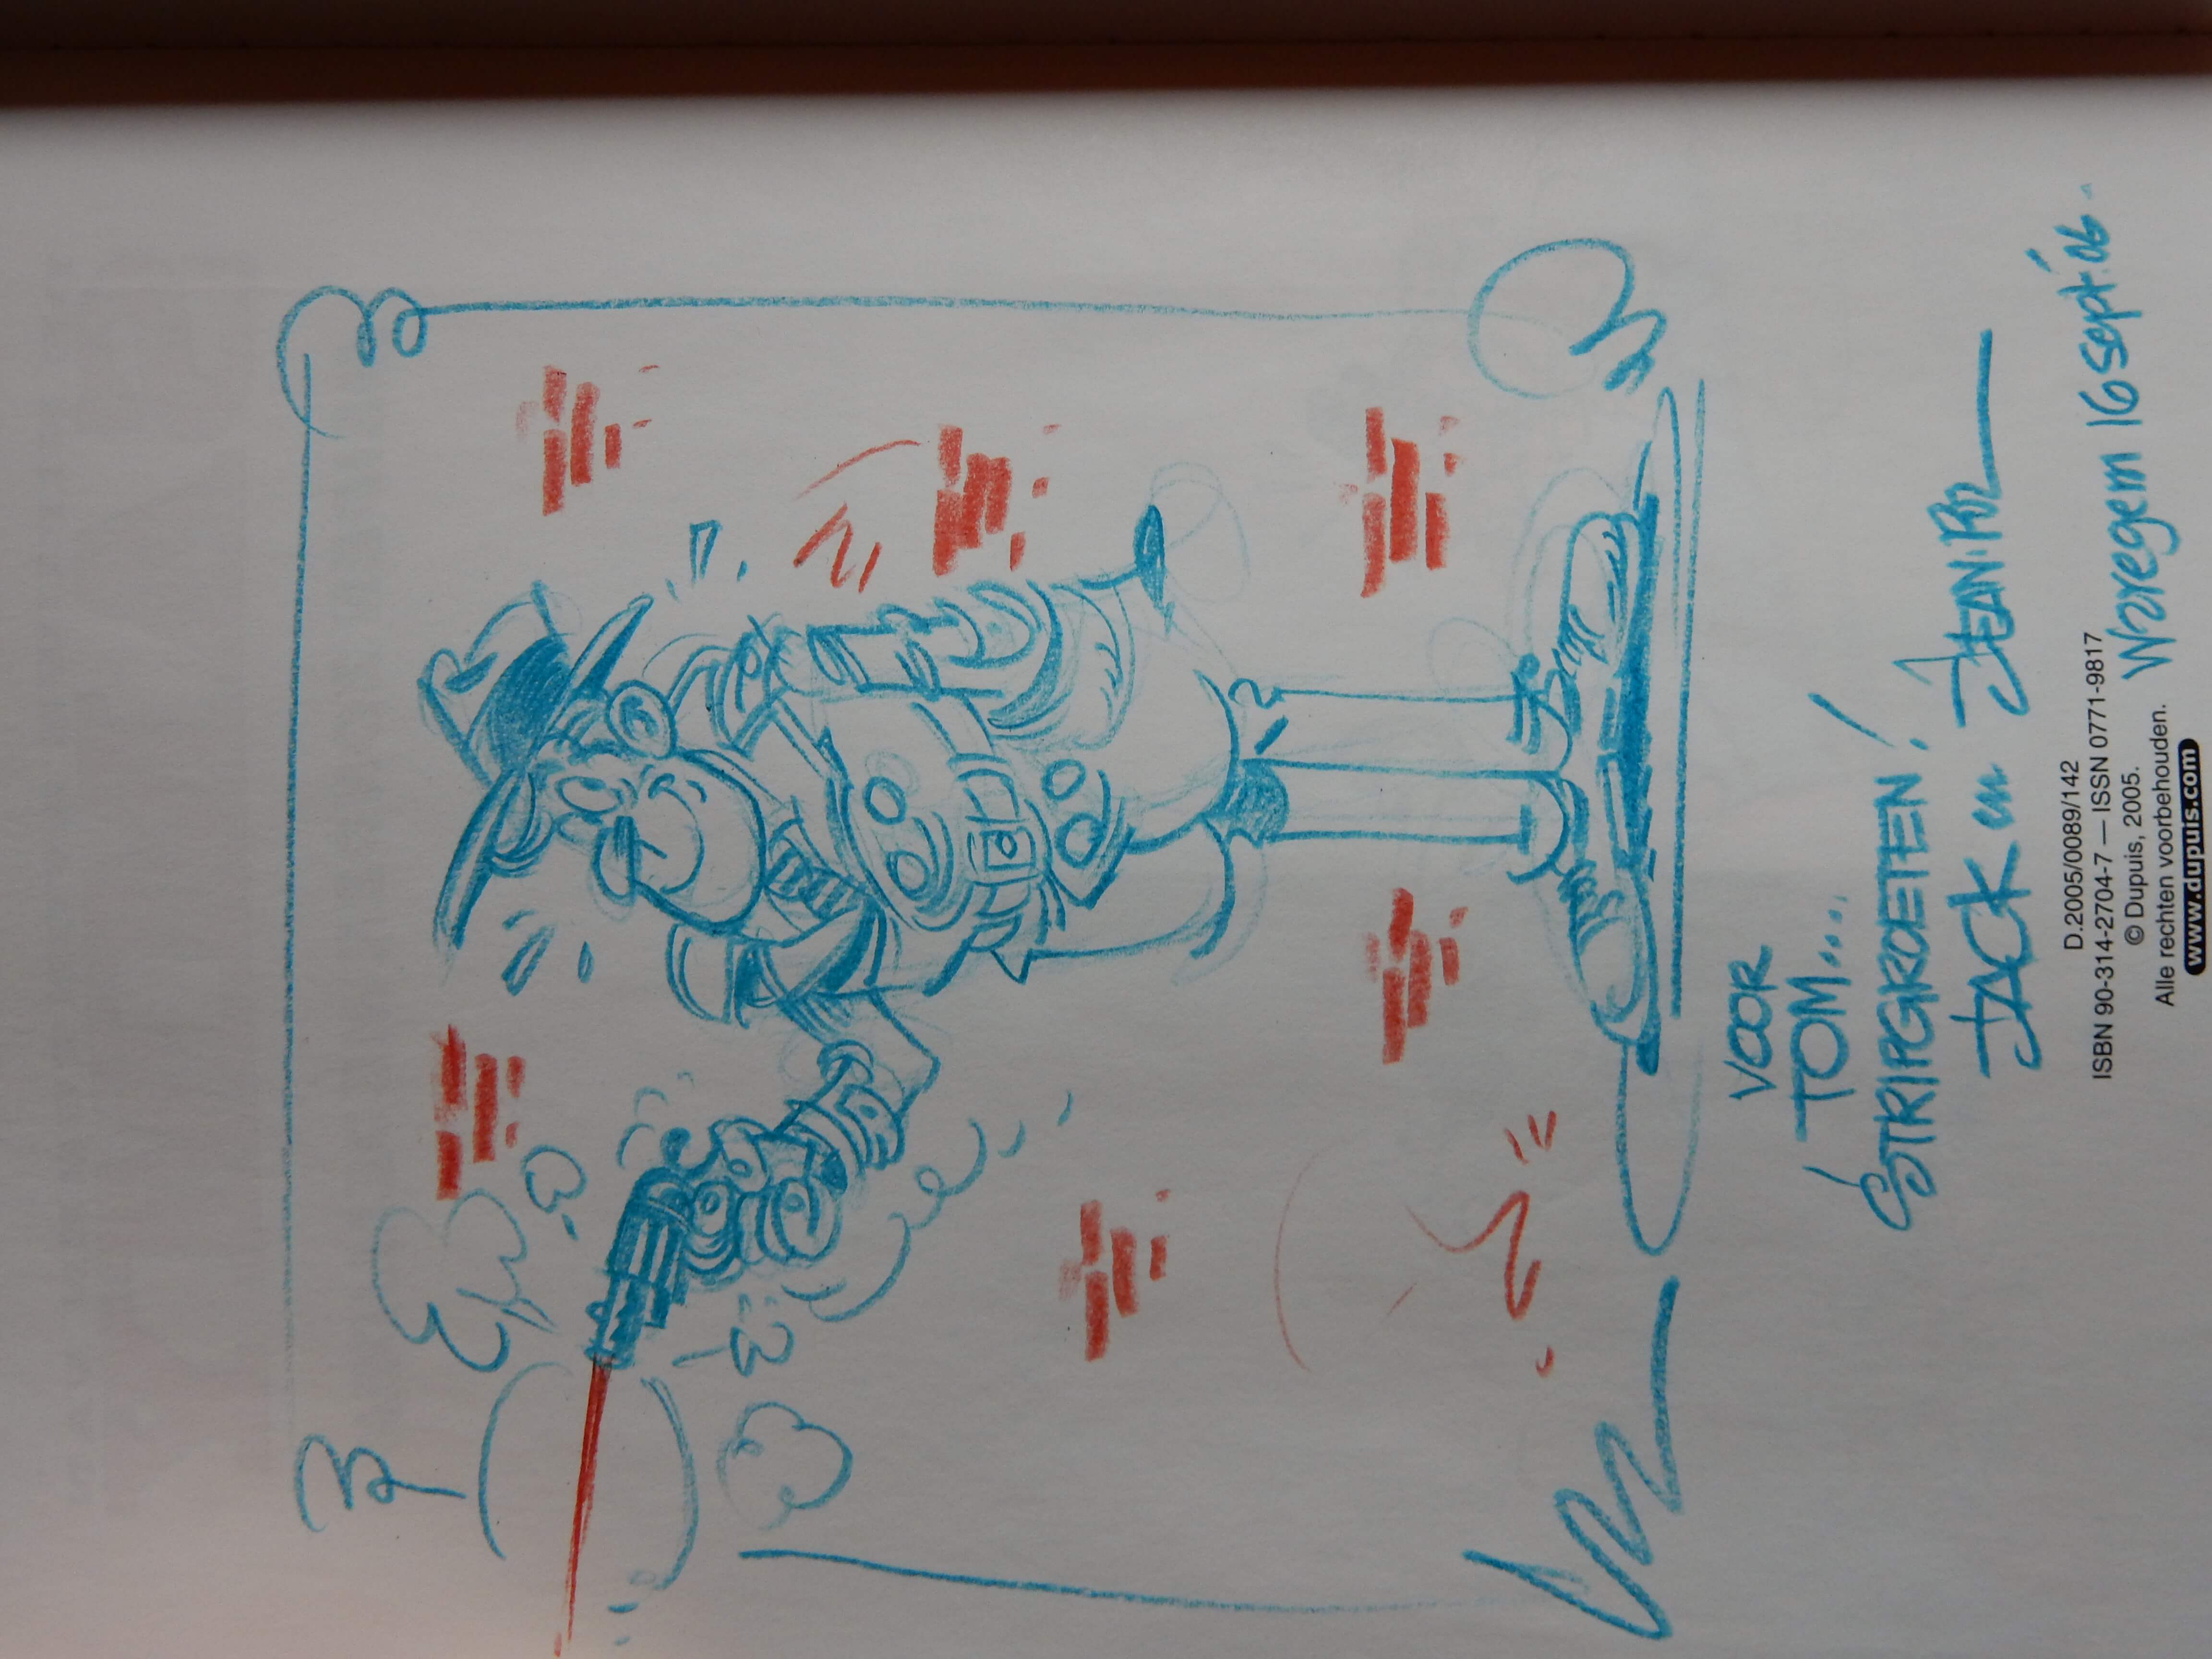 VOOR
TOM....
STRIPGROETEN!
JACK en JEAN-POL
D.2005/0089/142
ISBN 90-314-2704-7 — ISSN 0771-9817
© Dupuis, 2005.
Waregem 16 sept '06
Alle rechten voorbehouden.
www.dupuis.com